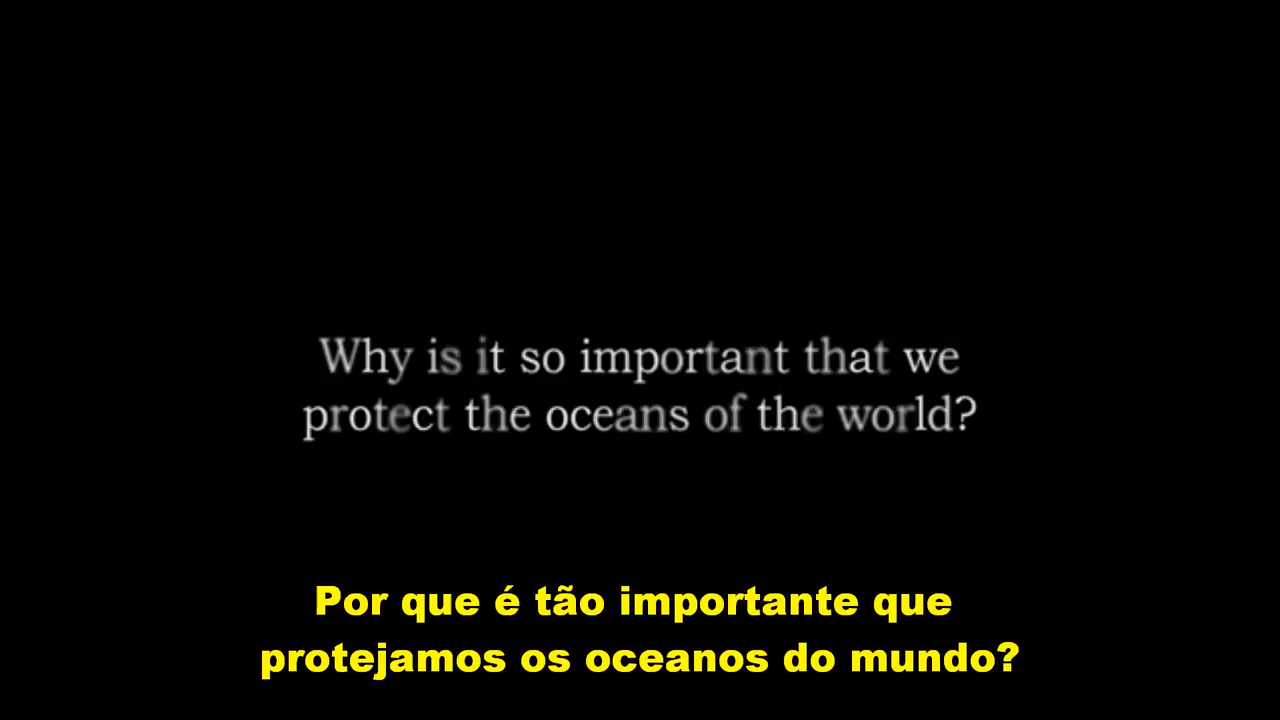 Why is it so important that we
protect the oceans of the world?
Por que é tão importante que
protejamos os oceanos do mundo?